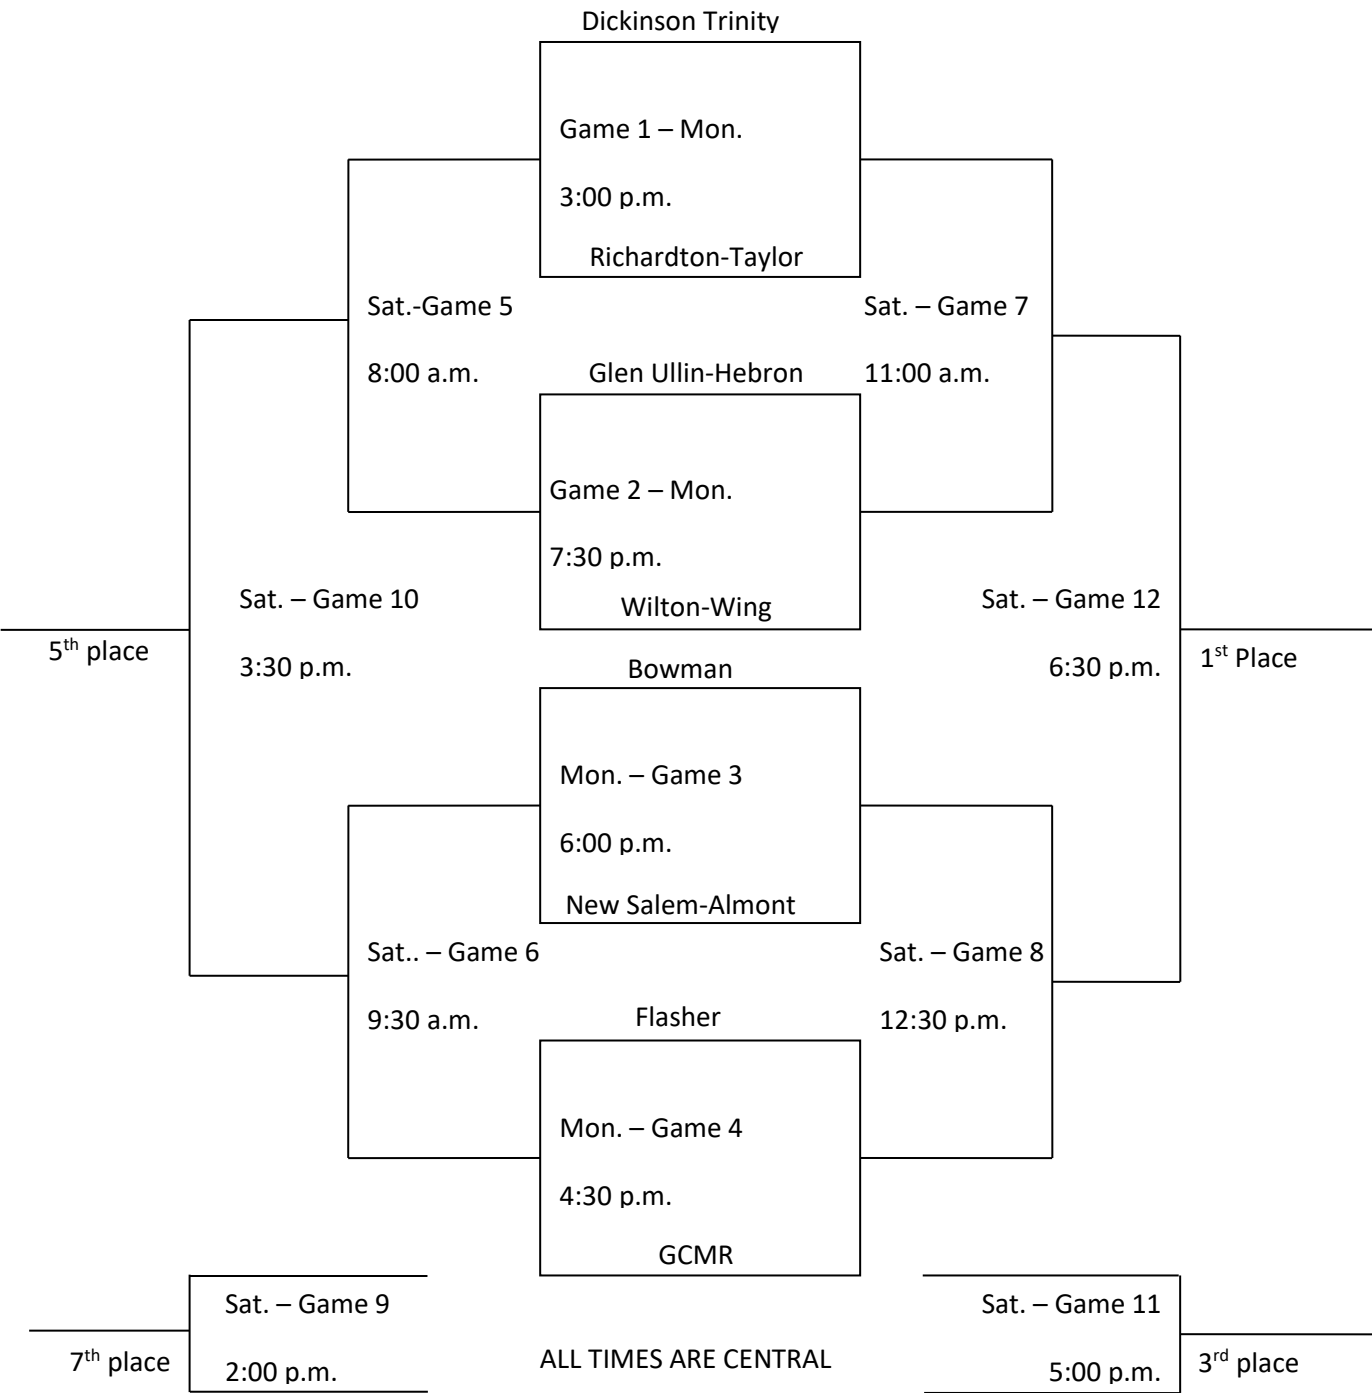 Dickinson Trinity
Game 1 – Mon.
3:00 p.m.
Richardton-Taylor
Sat.-Game 5
Sat. – Game 7
8:00 a.m.
Glen Ullin-Hebron
11:00 a.m.
Game 2 – Mon.
7:30 p.m.
Sat. – Game 10
Wilton-Wing
Sat. – Game 12
5th place
3:30 p.m.
Bowman
6:30 p.m.
1st Place
Mon. – Game 3
6:00 p.m.
New Salem-Almont
Sat.. – Game 6
Sat. – Game 8
9:30 a.m.
Flasher
12:30 p.m.
Mon. – Game 4
4:30 p.m.
GCMR
Sat. – Game 9
Sat. – Game 11
7th place
2:00 p.m.
ALL TIMES ARE CENTRAL
5:00 p.m.
3rd place